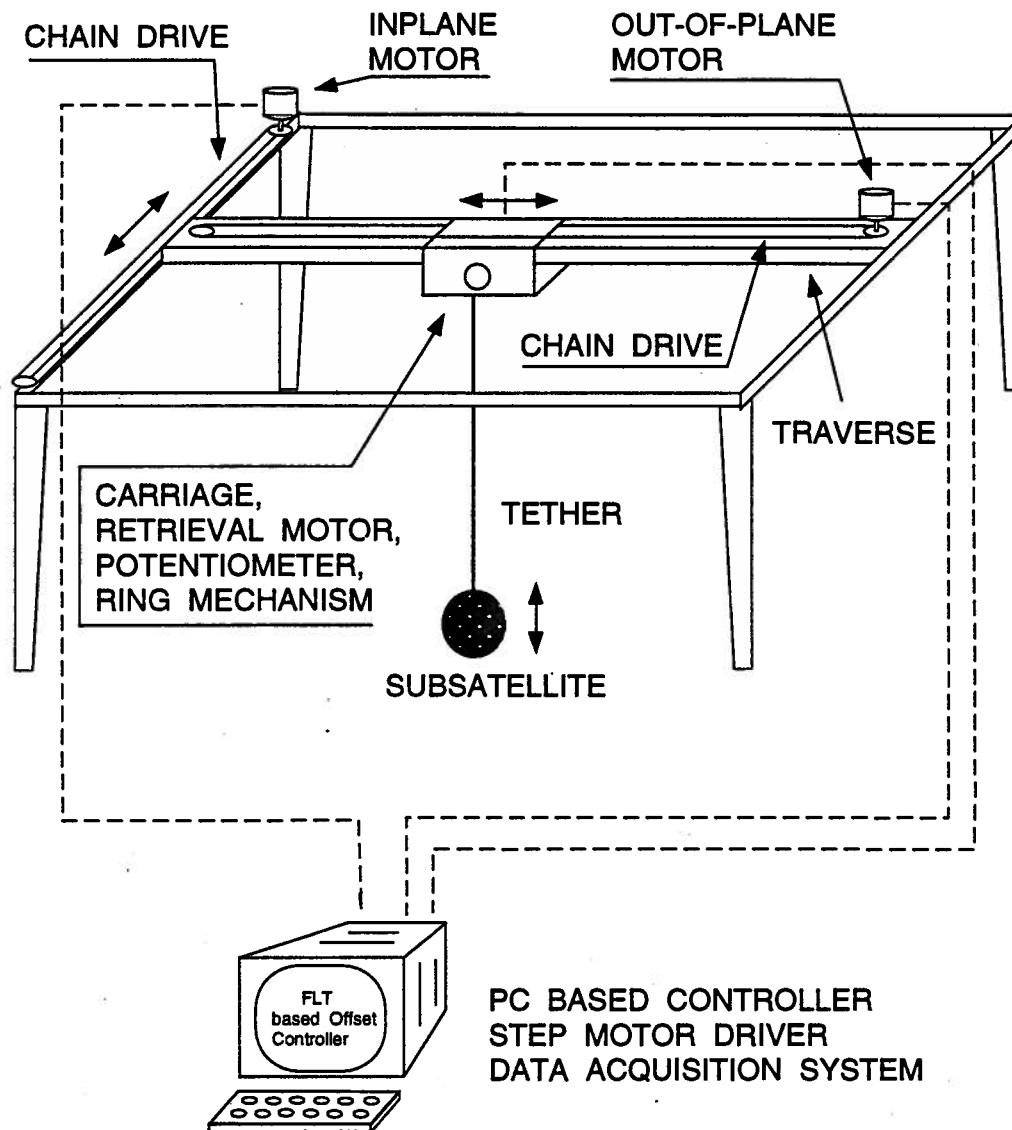 CHAIN DRIVE
INPLANE
MOTOR
OUT-OF-PLANE
MOTOR
CHAIN DRIVE
TRAVERSE
CARRIAGE,
RETRIEVAL MOTOR,
POTENTIOMETER,
RING MECHANISM
TETHER
SUBSATELLITE
FLT
based Offset
Controller
PC BASED CONTROLLER
STEP MOTOR DRIVER
DATA ACQUISITION SYSTEM